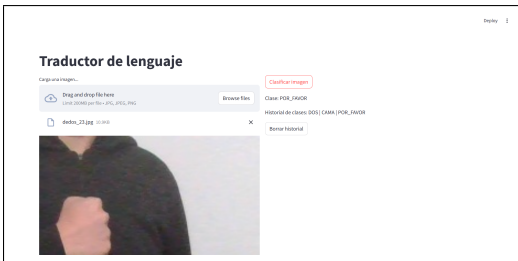 Deploy
Traductor de lenguaje
Carga una imagen...
Drag and drop file here
Limit 200MB per file • JPG, JPEG, PNG
Browse files
dedos_23.jpg
Clasificar imagen
Clase: POR_FAVOR
Historial de clases: DOS | CAMA | POR_FAVOR
Borrar historial